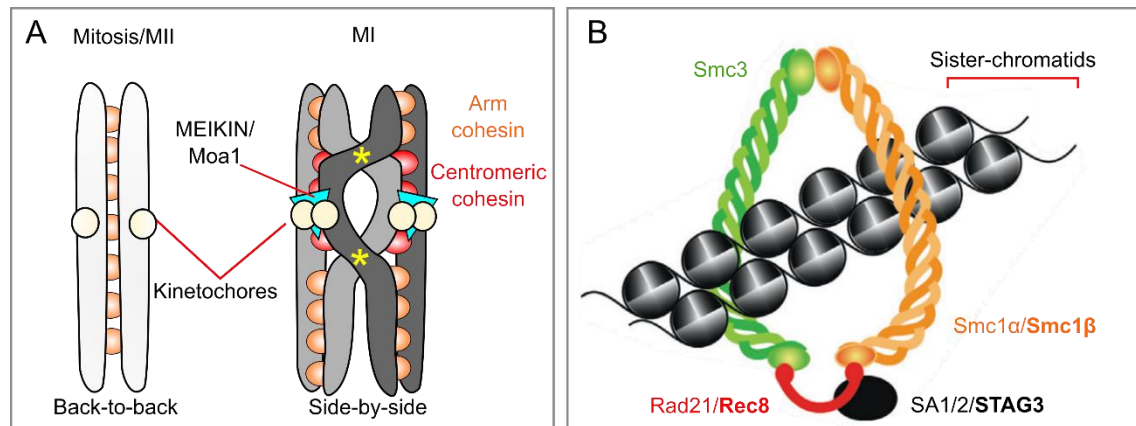 A
Mitosis/MII
MI
MEIKIN/
Moa1
Arm
cohesin
Centromeric
cohesin
*
*
Kinetochores
Back-to-back
Side-by-side
B
Smc3
Sister-chromatids
Smc1α/Smc1β
Rad21/Rec8
SA1/2/STAG3